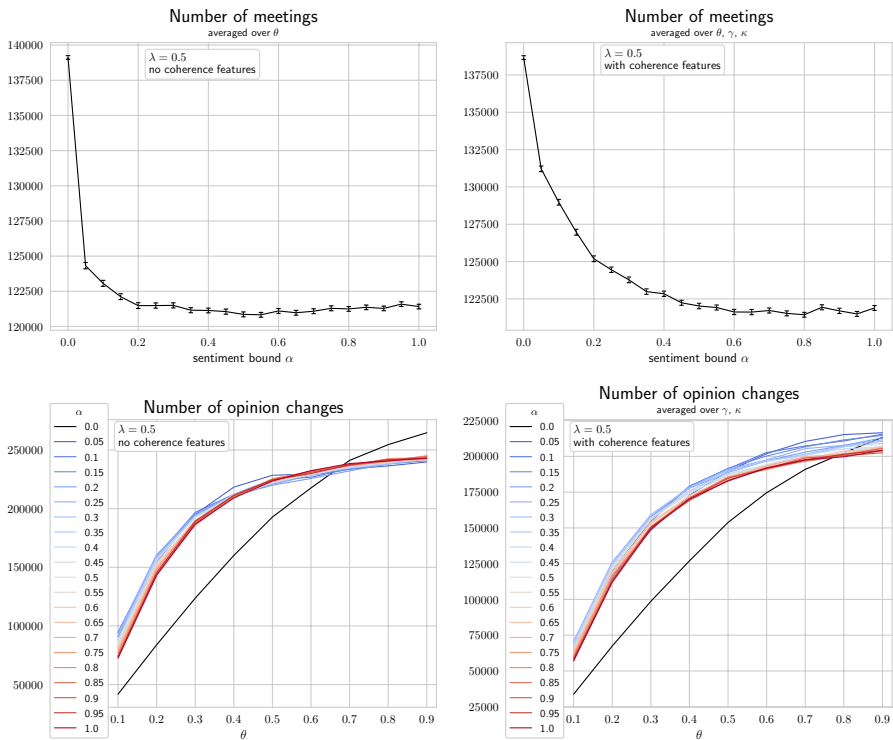 Number of meetings
averaged over θ
λ = 0.5
no coherence features
140000
137500
135000
132500
130000
127500
125000
122500
120000
0.0 0.2 0.4 0.6 0.8 1.0
sentiment bound α
Number of meetings
averaged over θ, γ, κ
λ = 0.5
with coherence features
137500
135000
132500
130000
127500
125000
122500
0.0 0.2 0.4 0.6 0.8 1.0
sentiment bound α
Number of opinion changes
λ = 0.5
no coherence features
α
0.0
0.05
0.1
0.15
0.2
0.25
0.3
0.35
0.4
0.45
0.5
0.55
0.6
0.65
0.7
0.75
0.8
0.85
0.9
0.95
1.0
250000
200000
150000
100000
50000
0.1 0.2 0.3 0.4 0.5 0.6 0.7 0.8 0.9
θ
Number of opinion changes
averaged over γ, κ
λ = 0.5
with coherence features
α
0.0
0.05
0.1
0.15
0.2
0.25
0.3
0.35
0.4
0.45
0.5
0.55
0.6
0.65
0.7
0.75
0.8
0.85
0.9
0.95
1.0
225000
200000
175000
150000
125000
100000
75000
50000
25000
0.1 0.2 0.3 0.4 0.5 0.6 0.7 0.8 0.9
θ